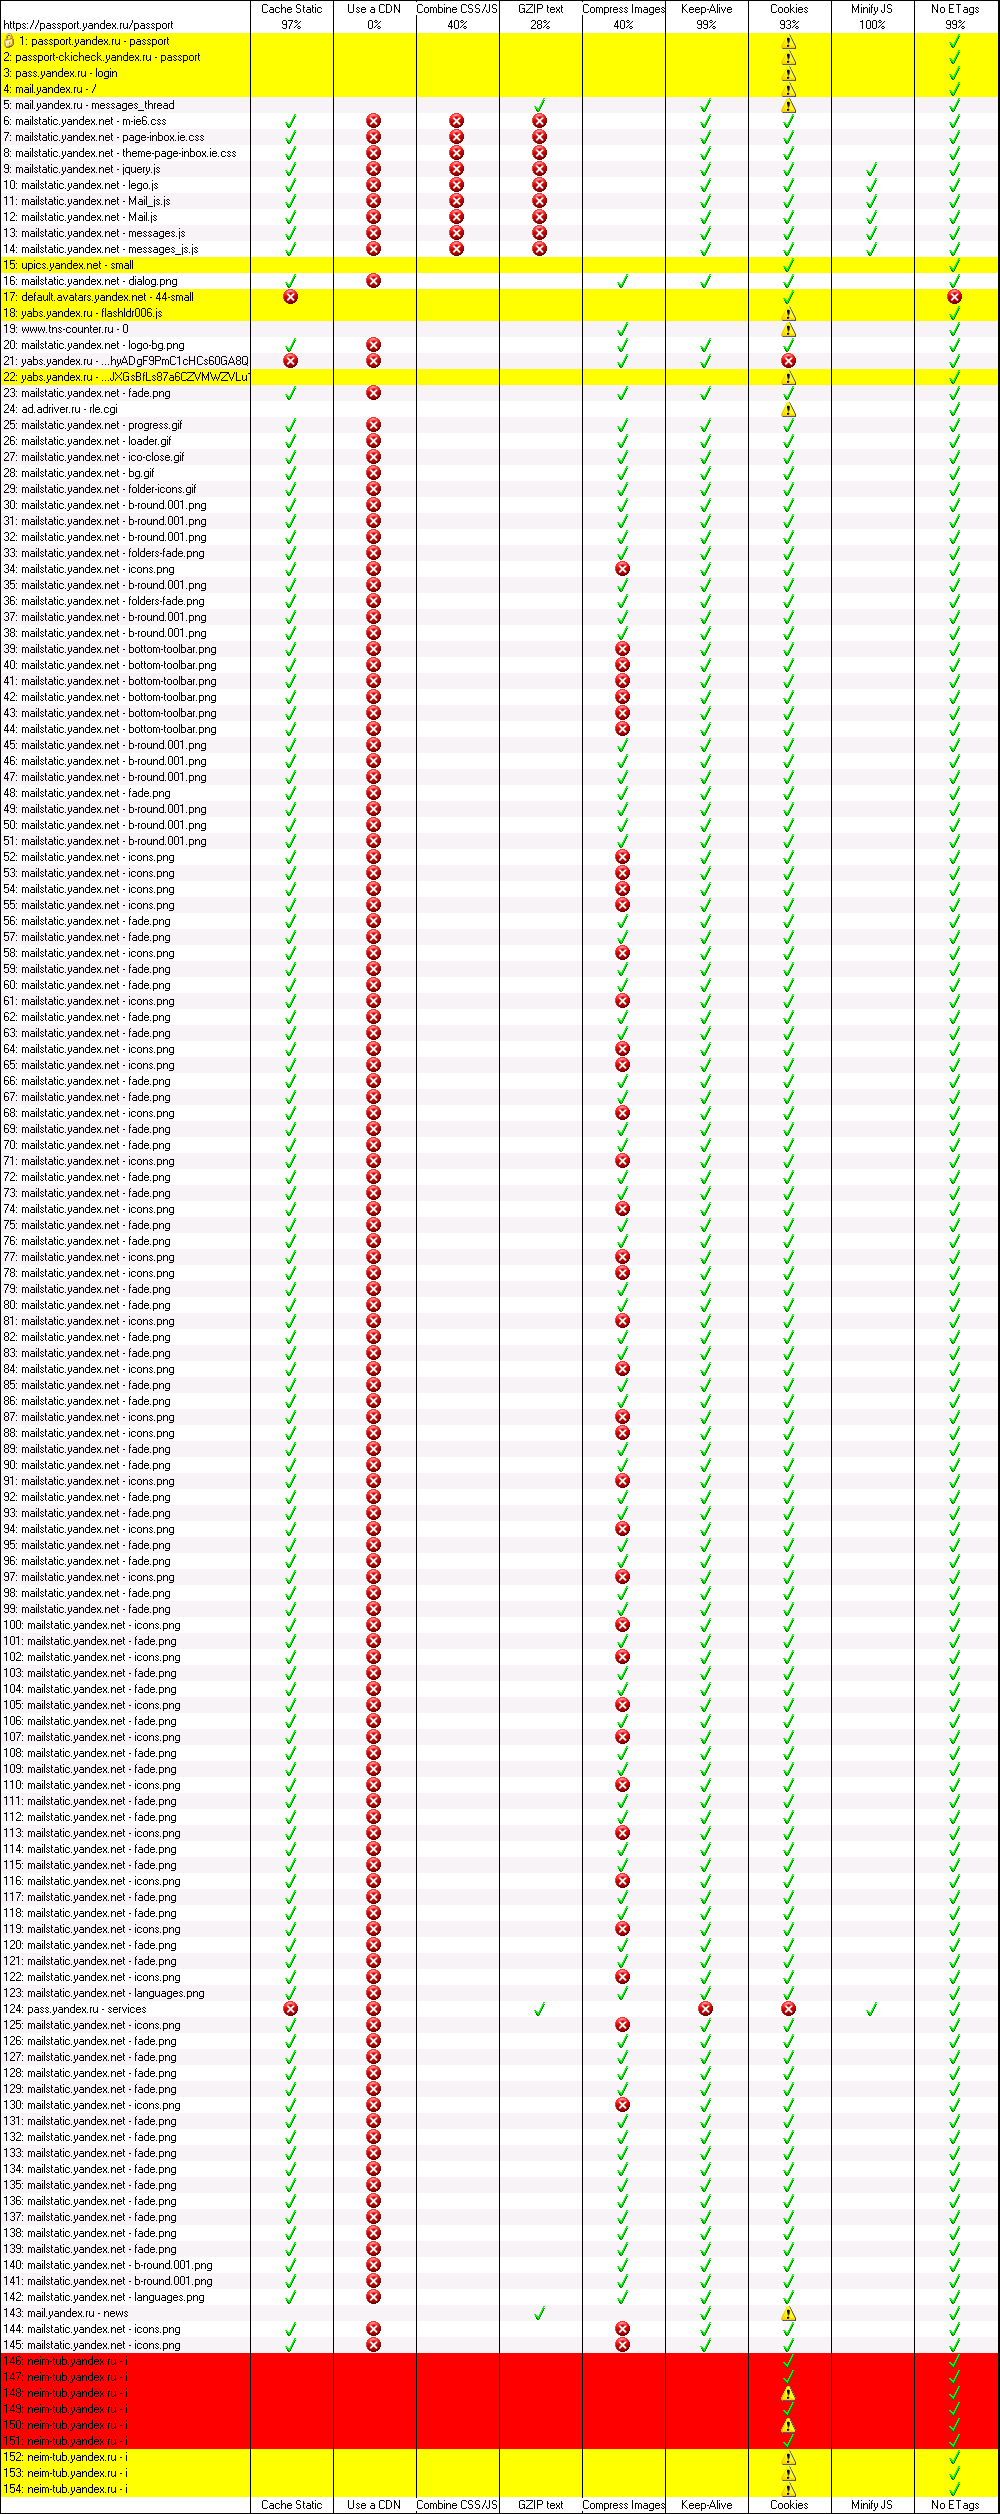 Cache Static Use a CDN Combine CSS/JS GZIP text Compress Images Keep-Alive Cookies Minify JS No ETags
https://passport.yandex.ru/passport 97% 0% 40% 28% 40% 99% 93% 100% 99%
1: passport.yandex.ru - passport
2: passport-ckicheck.yandex.ru - passport
3: pass.yandex.ru - login
4: mail.yandex.ru - /
5: mail.yandex.ru - messages_thread
6: mailstatic.yandex.net - m-ie6.css
7: mailstatic.yandex.net - page-inbox.ie.css
8: mailstatic.yandex.net - theme-page-inbox.ie.css
9: mailstatic.yandex.net - jquery.js
10: mailstatic.yandex.net - lego.js
11: mailstatic.yandex.net - Mail_js.js
12: mailstatic.yandex.net - Mail.js
13: mailstatic.yandex.net - messages.js
14: mailstatic.yandex.net - messages_js.js
15: upics.yandex.net - small
16: mailstatic.yandex.net - dialog.png
17: default.avatars.yandex.net - 44-small
18: yabs.yandex.ru - flashldr006.js
19: www.tns-counter.ru - 0
20: mailstatic.yandex.net - logo-bg.png
21: yabs.yandex.ru - ...hyADgF9PmC1cHCs60GA8Q
22: yabs.yandex.ru - ...JXGsBfLs87a6CZVMWZVLu
23: mailstatic.yandex.net - fade.png
24: ad.adriver.ru - rle.cgi
25: mailstatic.yandex.net - progress.gif
26: mailstatic.yandex.net - loader.gif
27: mailstatic.yandex.net - ico-close.gif
28: mailstatic.yandex.net - bg.gif
29: mailstatic.yandex.net - folder-icons.gif
30: mailstatic.yandex.net - b-round.001.png
31: mailstatic.yandex.net - b-round.001.png
32: mailstatic.yandex.net - b-round.001.png
33: mailstatic.yandex.net - folders-fade.png
34: mailstatic.yandex.net - icons.png
35: mailstatic.yandex.net - b-round.001.png
36: mailstatic.yandex.net - folders-fade.png
37: mailstatic.yandex.net - b-round.001.png
38: mailstatic.yandex.net - b-round.001.png
39: mailstatic.yandex.net - bottom-toolbar.png
40: mailstatic.yandex.net - bottom-toolbar.png
41: mailstatic.yandex.net - bottom-toolbar.png
42: mailstatic.yandex.net - bottom-toolbar.png
43: mailstatic.yandex.net - bottom-toolbar.png
44: mailstatic.yandex.net - bottom-toolbar.png
45: mailstatic.yandex.net - b-round.001.png
46: mailstatic.yandex.net - b-round.001.png
47: mailstatic.yandex.net - b-round.001.png
48: mailstatic.yandex.net - fade.png
49: mailstatic.yandex.net - b-round.001.png
50: mailstatic.yandex.net - b-round.001.png
51: mailstatic.yandex.net - b-round.001.png
52: mailstatic.yandex.net - icons.png
53: mailstatic.yandex.net - icons.png
54: mailstatic.yandex.net - icons.png
55: mailstatic.yandex.net - icons.png
56: mailstatic.yandex.net - fade.png
57: mailstatic.yandex.net - fade.png
58: mailstatic.yandex.net - icons.png
59: mailstatic.yandex.net - fade.png
60: mailstatic.yandex.net - fade.png
61: mailstatic.yandex.net - icons.png
62: mailstatic.yandex.net - fade.png
63: mailstatic.yandex.net - fade.png
64: mailstatic.yandex.net - icons.png
65: mailstatic.yandex.net - icons.png
66: mailstatic.yandex.net - fade.png
67: mailstatic.yandex.net - fade.png
68: mailstatic.yandex.net - icons.png
69: mailstatic.yandex.net - fade.png
70: mailstatic.yandex.net - fade.png
71: mailstatic.yandex.net - icons.png
72: mailstatic.yandex.net - fade.png
73: mailstatic.yandex.net - fade.png
74: mailstatic.yandex.net - icons.png
75: mailstatic.yandex.net - fade.png
76: mailstatic.yandex.net - fade.png
77: mailstatic.yandex.net - icons.png
78: mailstatic.yandex.net - icons.png
79: mailstatic.yandex.net - fade.png
80: mailstatic.yandex.net - fade.png
81: mailstatic.yandex.net - icons.png
82: mailstatic.yandex.net - fade.png
83: mailstatic.yandex.net - fade.png
84: mailstatic.yandex.net - icons.png
85: mailstatic.yandex.net - fade.png
86: mailstatic.yandex.net - fade.png
87: mailstatic.yandex.net - icons.png
88: mailstatic.yandex.net - icons.png
89: mailstatic.yandex.net - fade.png
90: mailstatic.yandex.net - fade.png
91: mailstatic.yandex.net - icons.png
92: mailstatic.yandex.net - fade.png
93: mailstatic.yandex.net - fade.png
94: mailstatic.yandex.net - icons.png
95: mailstatic.yandex.net - fade.png
96: mailstatic.yandex.net - fade.png
97: mailstatic.yandex.net - icons.png
98: mailstatic.yandex.net - fade.png
99: mailstatic.yandex.net - fade.png
100: mailstatic.yandex.net - icons.png
101: mailstatic.yandex.net - fade.png
102: mailstatic.yandex.net - icons.png
103: mailstatic.yandex.net - fade.png
104: mailstatic.yandex.net - fade.png
105: mailstatic.yandex.net - icons.png
106: mailstatic.yandex.net - fade.png
107: mailstatic.yandex.net - icons.png
108: mailstatic.yandex.net - fade.png
109: mailstatic.yandex.net - fade.png
110: mailstatic.yandex.net - icons.png
111: mailstatic.yandex.net - fade.png
112: mailstatic.yandex.net - fade.png
113: mailstatic.yandex.net - icons.png
114: mailstatic.yandex.net - fade.png
115: mailstatic.yandex.net - fade.png
116: mailstatic.yandex.net - icons.png
117: mailstatic.yandex.net - fade.png
118: mailstatic.yandex.net - fade.png
119: mailstatic.yandex.net - icons.png
120: mailstatic.yandex.net - fade.png
121: mailstatic.yandex.net - fade.png
122: mailstatic.yandex.net - icons.png
123: mailstatic.yandex.net - languages.png
124: pass.yandex.ru - services
125: mailstatic.yandex.net - icons.png
126: mailstatic.yandex.net - fade.png
127: mailstatic.yandex.net - fade.png
128: mailstatic.yandex.net - fade.png
129: mailstatic.yandex.net - fade.png
130: mailstatic.yandex.net - icons.png
131: mailstatic.yandex.net - fade.png
132: mailstatic.yandex.net - fade.png
133: mailstatic.yandex.net - fade.png
134: mailstatic.yandex.net - fade.png
135: mailstatic.yandex.net - fade.png
136: mailstatic.yandex.net - fade.png
137: mailstatic.yandex.net - fade.png
138: mailstatic.yandex.net - fade.png
139: mailstatic.yandex.net - fade.png
140: mailstatic.yandex.net - b-round.001.png
141: mailstatic.yandex.net - b-round.001.png
142: mailstatic.yandex.net - languages.png
143: mail.yandex.ru - news
144: mailstatic.yandex.net - icons.png
145: mailstatic.yandex.net - icons.png
146: neim-tub.yandex.ru - i
147: neim-tub.yandex.ru - i
148: neim-tub.yandex.ru - i
149: neim-tub.yandex.ru - i
150: neim-tub.yandex.ru - i
151: neim-tub.yandex.ru - i
152: neim-tub.yandex.ru - i
153: neim-tub.yandex.ru - i
154: neim-tub.yandex.ru - i
Cache Static Use a CDN Combine CSS/JS GZIP text Compress Images Keep-Alive Cookies Minify JS No ETags